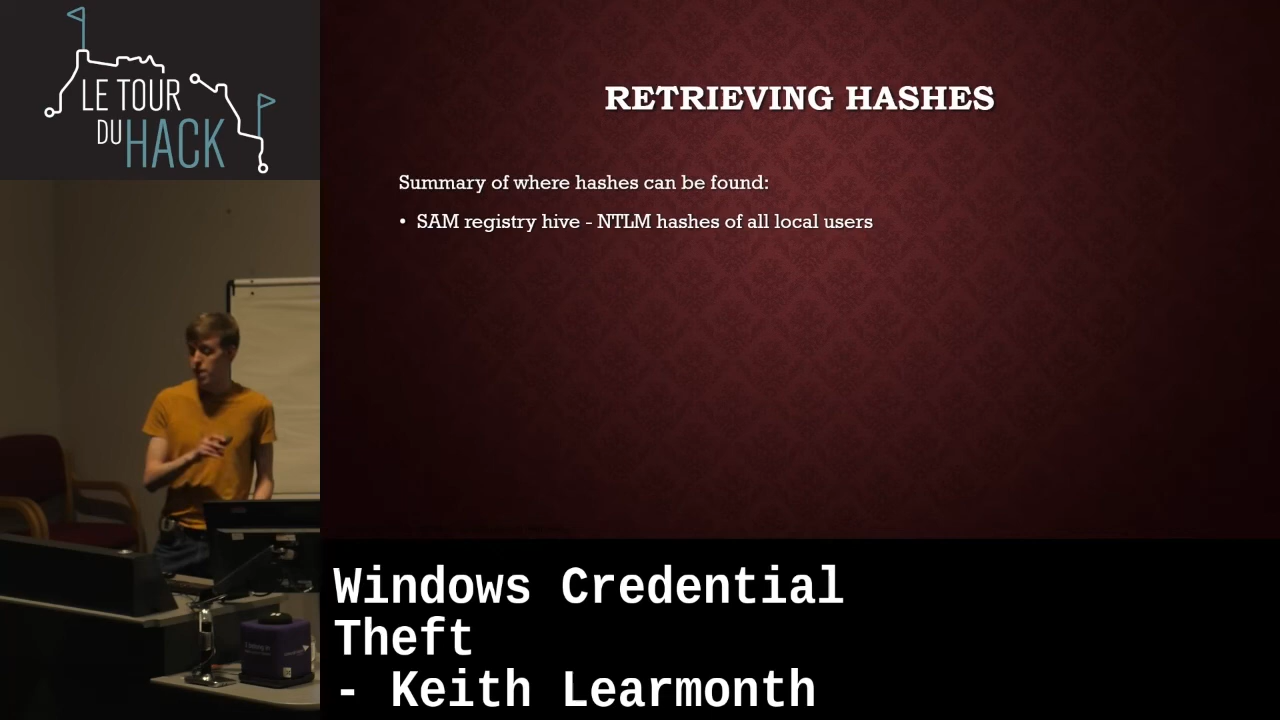 LE TOUR
DU HACK
RETRIEVING HASHES
Summary of where hashes can be found:
• SAM registry hive - NTLM hashes of all local users
Windows Credential
Theft
- Keith Learmonth